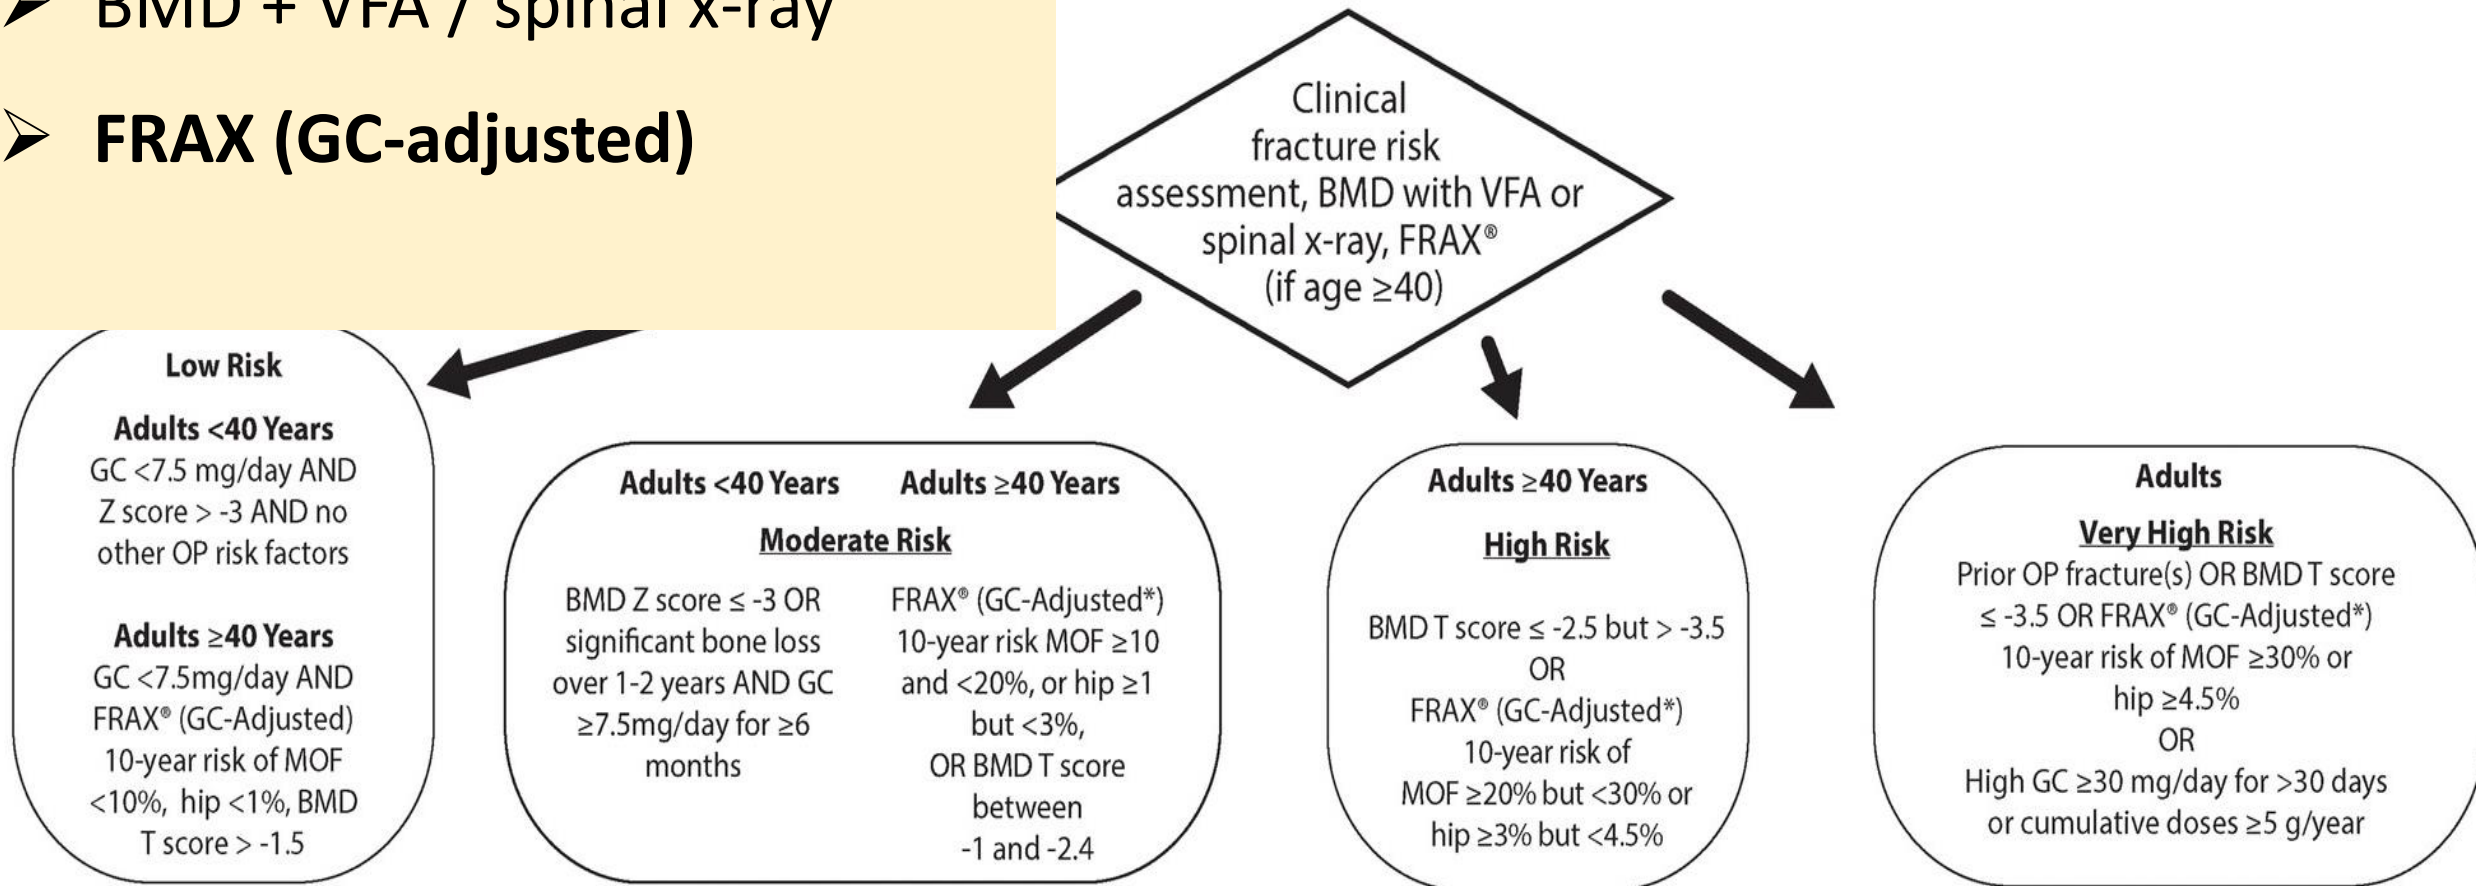 ➢ BMD + VFA / spinal x-ray
➢ FRAX (GC-adjusted)
Clinical
fracture risk
assessment, BMD with VFA or
spinal x-ray, FRAX®
(if age ≥40)
Low Risk
Adults <40 Years
GC <7.5 mg/day AND
Z score > -3 AND no
other OP risk factors
Adults ≥40 Years
GC <7.5mg/day AND
FRAX® (GC-Adjusted)
10-year risk of MOF
<10%, hip <1%, BMD
T score > -1.5
Adults <40 Years Adults ≥40 Years
Moderate Risk
BMD Z score ≤ -3 OR
significant bone loss
over 1-2 years AND GC
≥7.5mg/day for ≥6
months
FRAX® (GC-Adjusted*)
10-year risk MOF ≥10
and <20%, or hip ≥1
but <3%,
OR BMD T score
between
-1 and -2.4
Adults ≥40 Years
High Risk
BMD T score ≤ -2.5 but > -3.5
OR
FRAX® (GC-Adjusted*)
10-year risk of
MOF ≥20% but <30% or
hip ≥3% but <4.5%
Adults
Very High Risk
Prior OP fracture(s) OR BMD T score
≤ -3.5 OR FRAX® (GC-Adjusted*)
10-year risk of MOF ≥30% or
hip ≥4.5%
OR
High GC ≥30 mg/day for >30 days
or cumulative doses ≥5 g/year